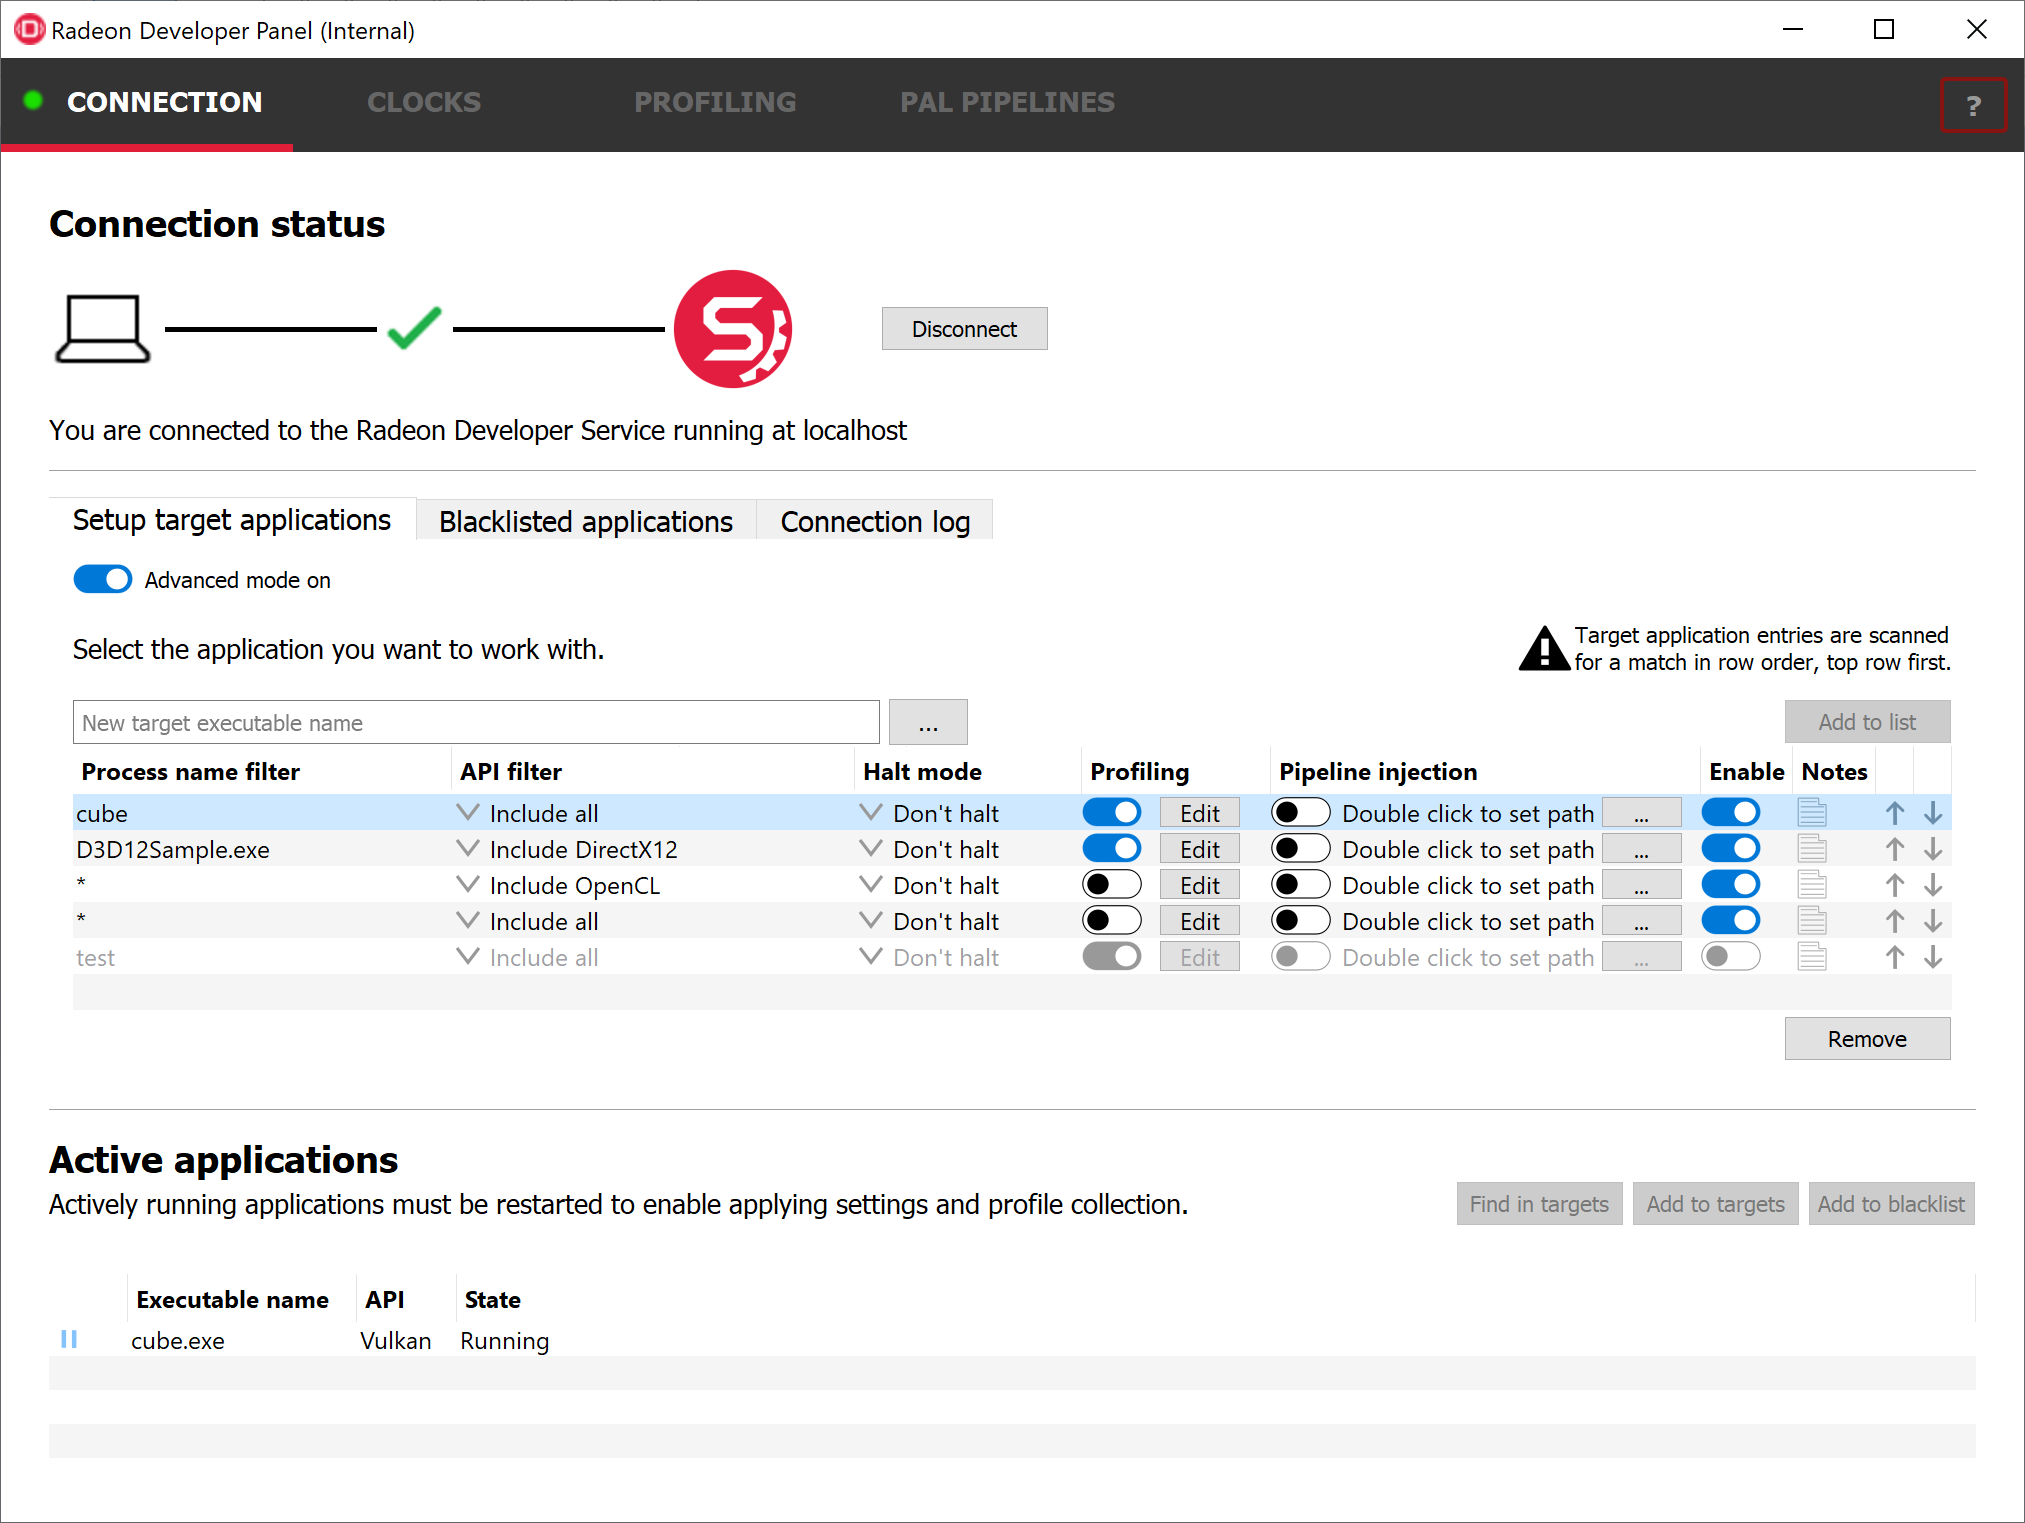 Radeon Developer Panel (Internal)
CONNECTION CLOCKS PROFILING PAL PIPELINES ?
Connection status
Disconnect
You are connected to the Radeon Developer Service running at localhost
Setup target applications Blacklisted applications Connection log
Advanced mode on
Select the application you want to work with.
Target application entries are scanned
for a match in row order, top row first.
New target executable name ... Add to list
Process name filter API filter Halt mode Profiling Pipeline injection Enable Notes
cube Include all Don't halt Edit Double click to set path ...
D3D12Sample.exe Include DirectX12 Don't halt Edit Double click to set path ...
* Include OpenCL Don't halt Edit Double click to set path ...
* Include all Don't halt Edit Double click to set path ...
test Include all Don't halt Edit Double click to set path ...
Remove
Active applications
Actively running applications must be restarted to enable applying settings and profile collection.
Find in targets Add to targets Add to blacklist
Executable name API State
cube.exe Vulkan Running